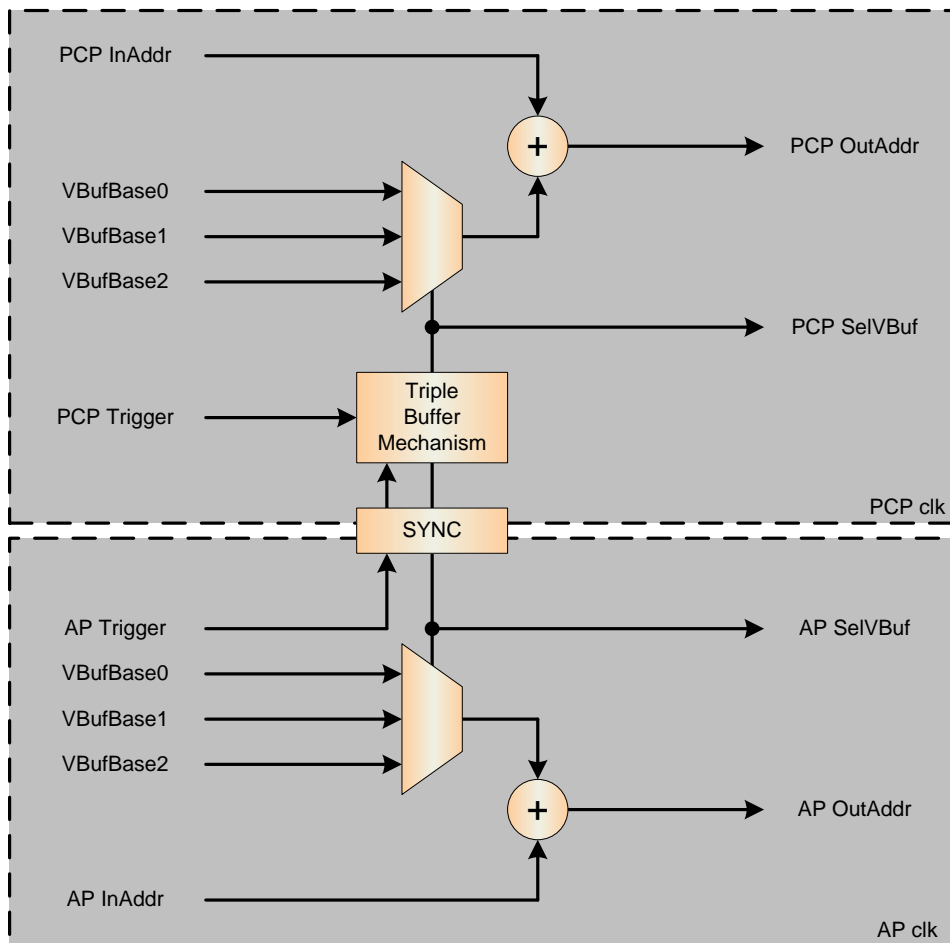 PCP InAddr
+
PCP OutAddr
VBufBase0
VBufBase1
VBufBase2
PCP SelVBuf
Triple
Buffer
Mechanism
PCP Trigger
PCP clk
SYNC
AP Trigger
AP SelVBuf
VBufBase0
VBufBase1
VBufBase2
+
AP OutAddr
AP InAddr
AP clk